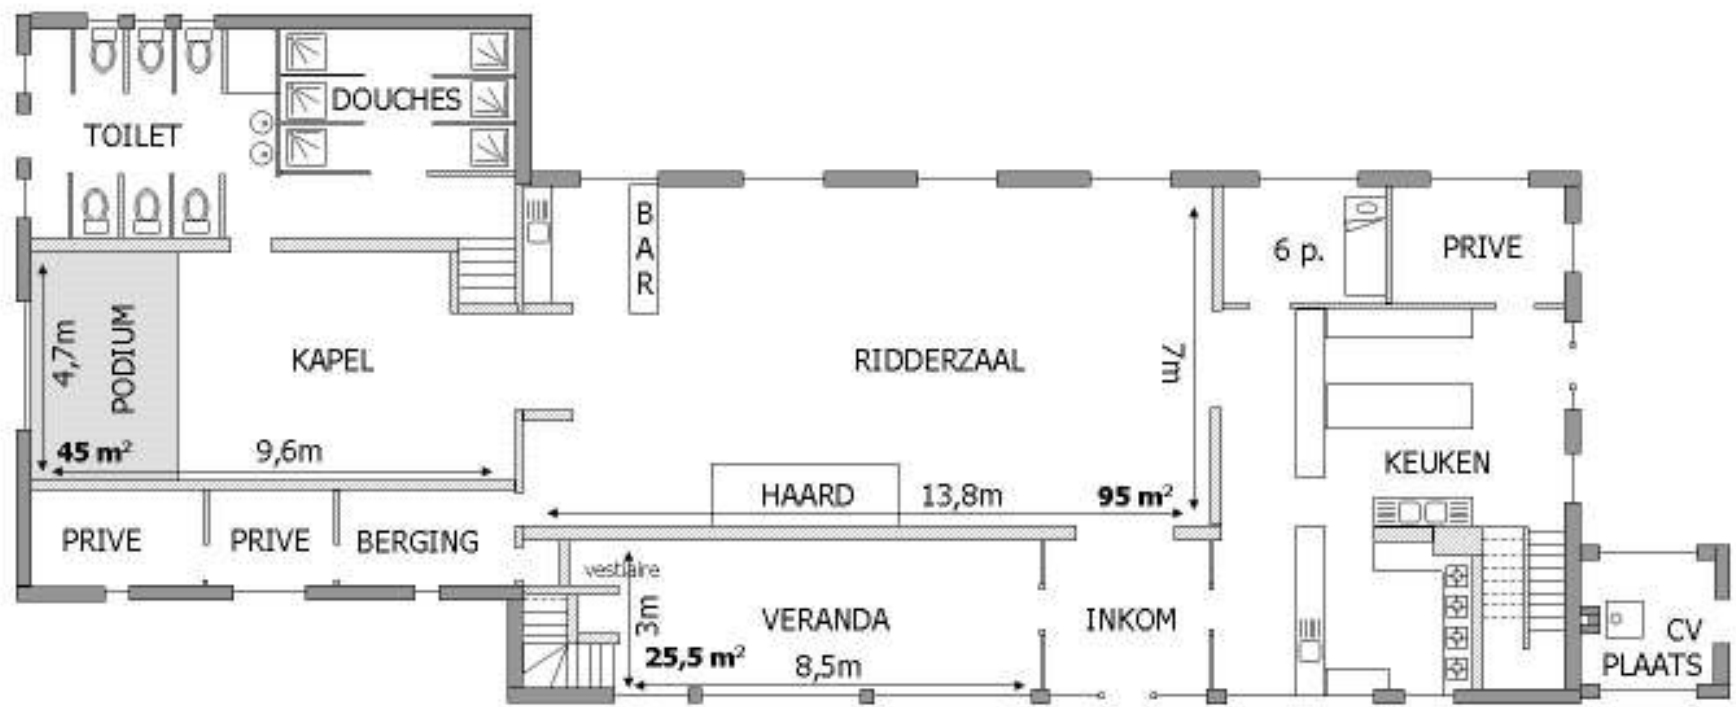 DOUCHES
TOILET
BAR
6 p.
PRIVE
4,7m
PODIUM
KAPEL
RIDDERZAAL
7m
45 m²
9,6m
KEUKEN
HAARD
13,8m
95 m²
PRIVE
PRIVE
BERGING
vestiaire
3m
VERANDA
INKOM
25,5 m²
8,5m
CV
PLAATS